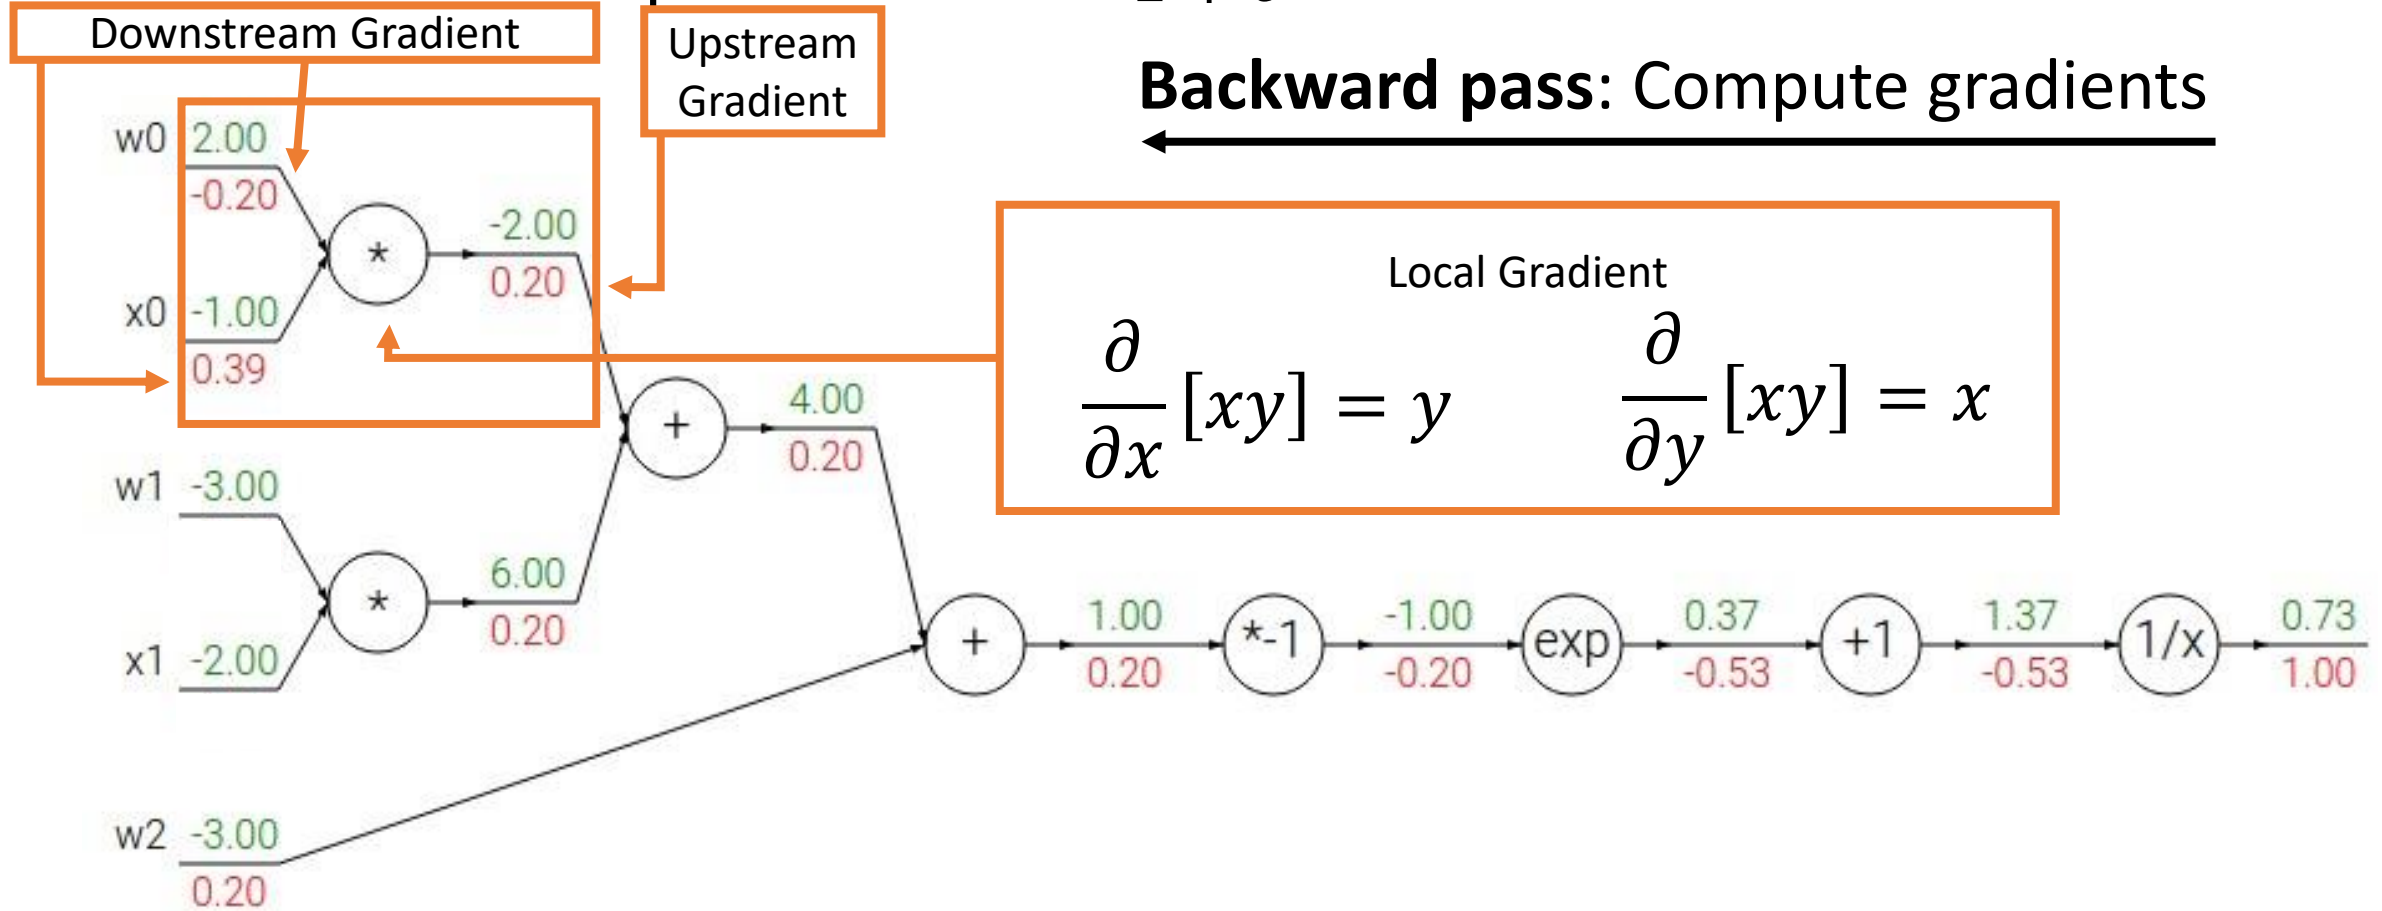 Downstream Gradient
Upstream
Gradient
Backward pass: Compute gradients
w0 2.00
-0.20
*
-2.00
0.20
x0 -1.00
0.39
Local Gradient
∂/∂x [xy] = y
∂/∂y [xy] = x
+
4.00
0.20
w1 -3.00
*
6.00
0.20
x1 -2.00
+
1.00
0.20
*-1
-1.00
-0.20
exp
0.37
-0.53
+1
1.37
-0.53
1/x
0.73
1.00
w2 -3.00
0.20